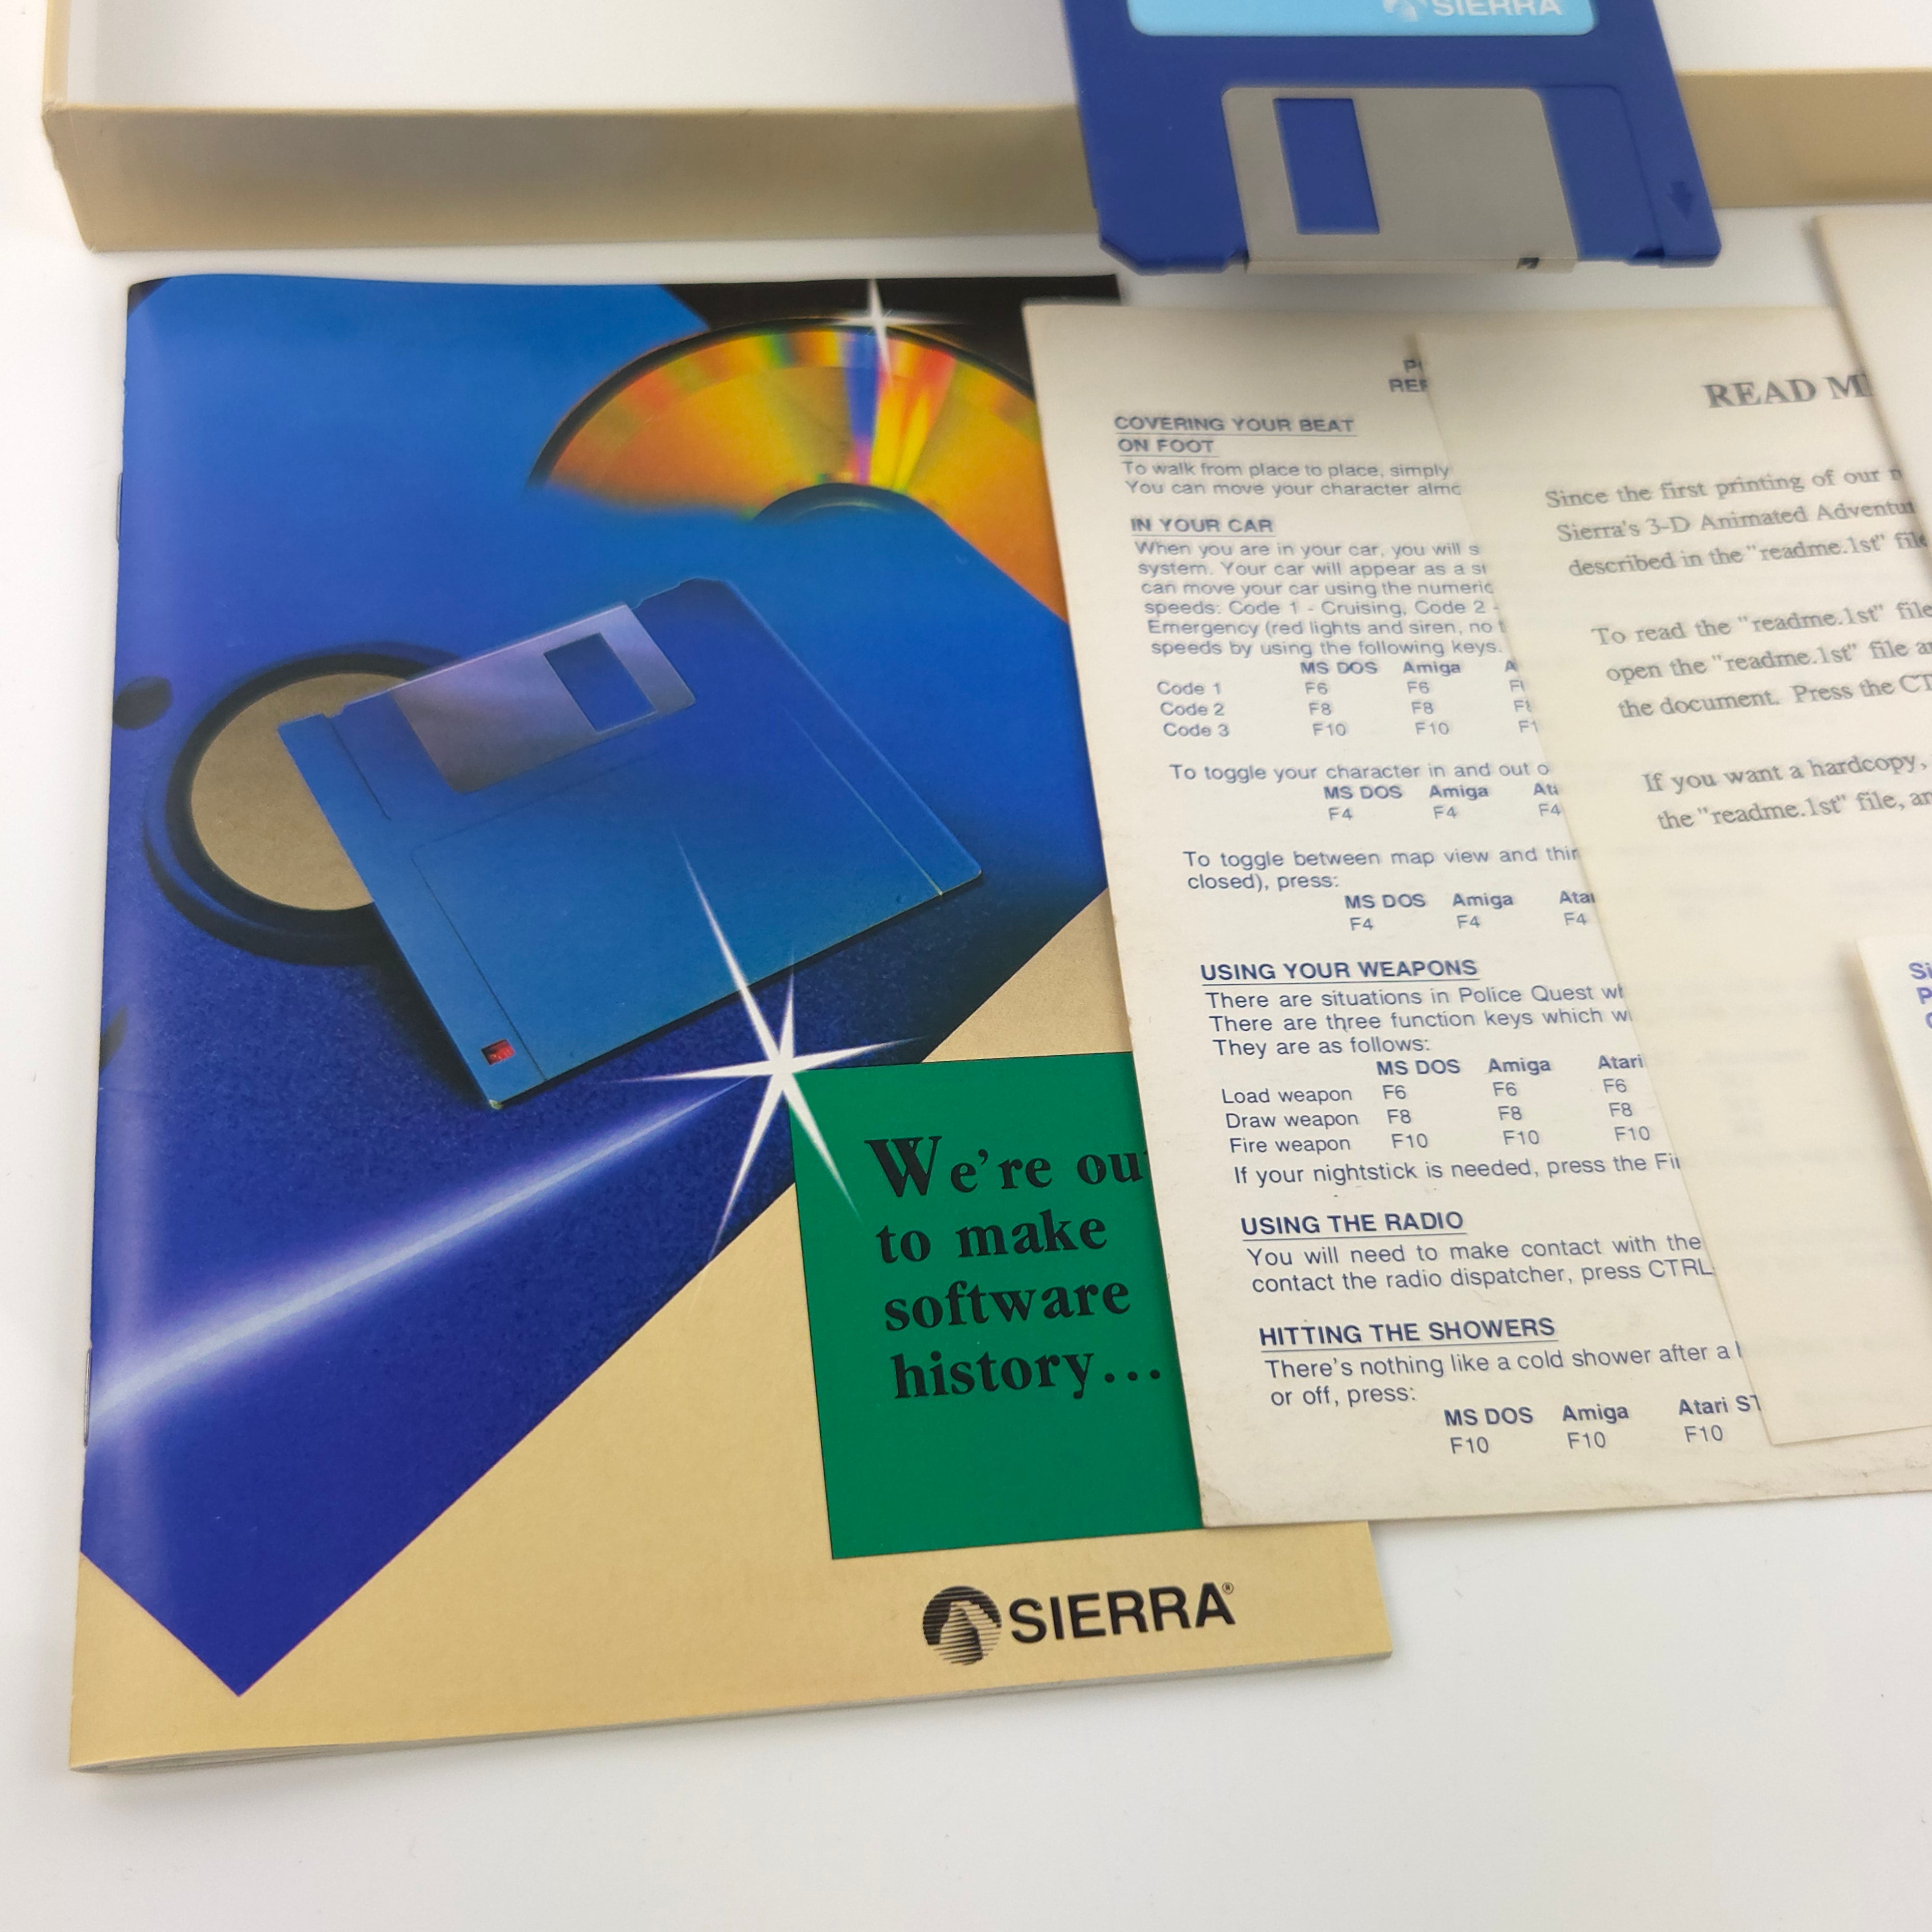 SIERRA
We're
to make
software
history...
SIERRA®
COVERING YOUR BEAT
ON FOOT
To walk from place to place, simply
You can move your character
IN YOUR CAR
When you are in your car, you will
system. Your car will appear as a
can move your car using the
speeds: Code 1 - Cruising, Code 2 -
Emergency (red lights and siren, no
speeds by using the following keys.
MS DOS Amiga
Code 1 F6 F6
Code 2 F8 F8
Code 3 F10 F10
To toggle your character in and out
MS DOS Amiga
F4 F4 F4
To toggle between map view and
closed), press:
MS DOS Amiga
F4 F4 F4
USING YOUR WEAPONS
There are situations in Police Quest
There are three function keys which
They are as follows:
MS DOS Amiga Atari
Load weapon F6 F6 F6
Draw weapon F8 F8 F8
Fire weapon F10 F10 F10
If your nightstick is needed, press the
USING THE RADIO
You will need to make contact with the
contact the radio dispatcher, press CTRL
HITTING THE SHOWERS
There's nothing like a cold shower after a
or off, press:
MS DOS Amiga Atari
F10 F10 F10
READ
Since the first printing of our
Sierra's 3-D Animated
described in the "readme.1st" file
To read the "readme.1st" file
open the "readme.1st" file
the document. Press the
If you want a hardcopy,
the "readme.1st" file,